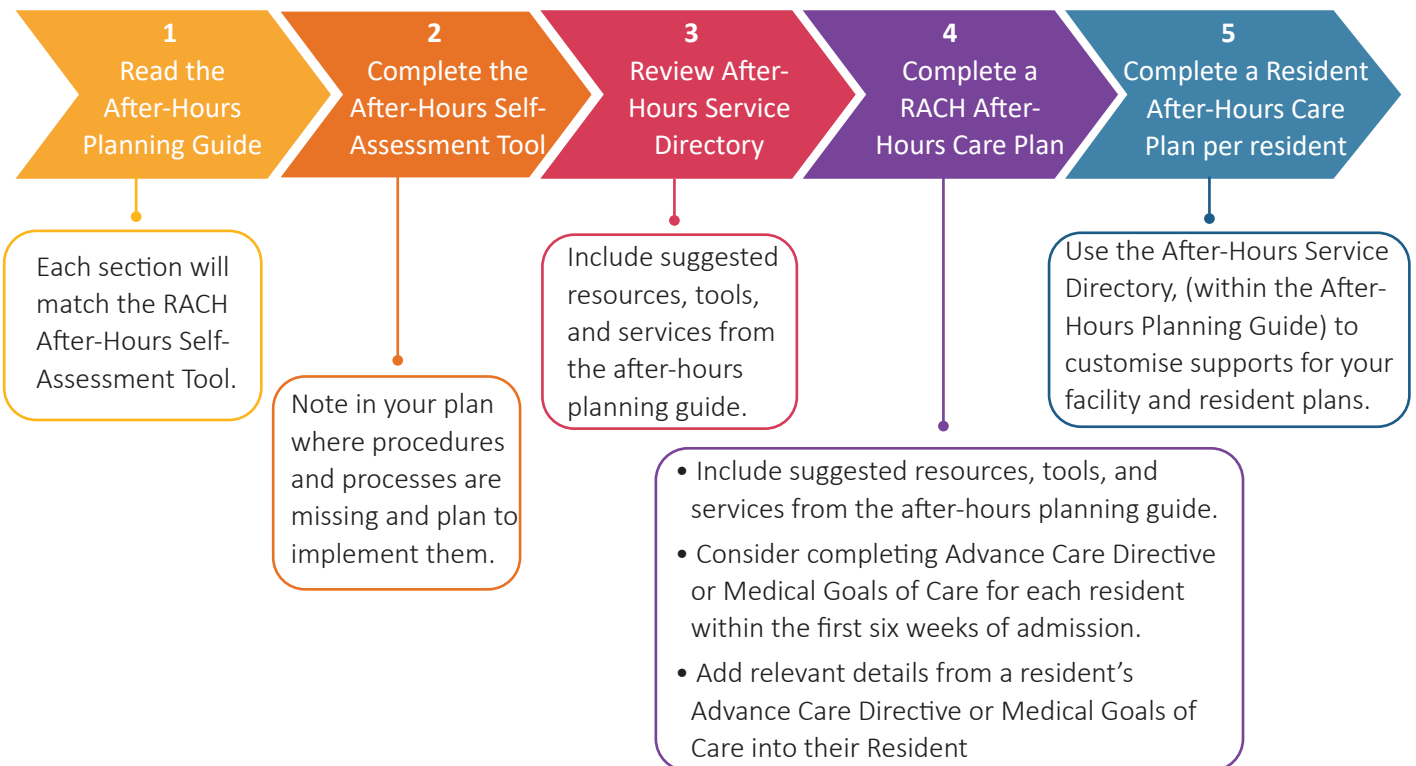 1
Read the
After-Hours
Planning Guide
2
Complete the
After-Hours Self-
Assessment Tool
3
Review After-
Hours Service
Directory
4
Complete a
RACH After-
Hours Care Plan
5
Complete a Resident
After-Hours Care
Plan per resident
Each section will
match the RACH
After-Hours Self-
Assessment Tool.
Note in your plan
where procedures
and processes are
missing and plan to
implement them.
Include suggested
resources, tools,
and services from
the after-hours
planning guide.
• Include suggested resources, tools, and
services from the after-hours planning guide.
• Consider completing Advance Care Directive
or Medical Goals of Care for each resident
within the first six weeks of admission.
• Add relevant details from a resident’s
Advance Care Directive or Medical Goals of
Care into their Resident
Use the After-Hours Service
Directory, (within the After-
Hours Planning Guide) to
customise supports for your
facility and resident plans.